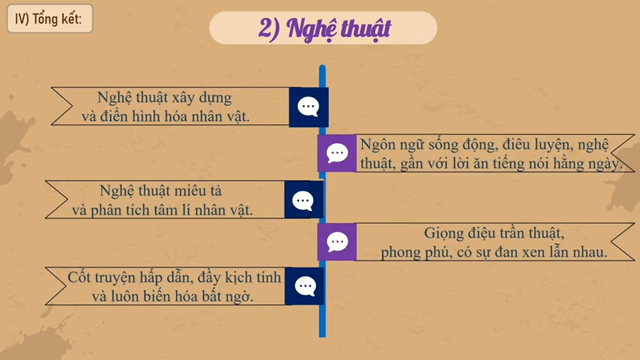 IV) Tổng kết:
2) Nghệ thuật
Nghệ thuật xây dựng
và điển hình hóa nhân vật.
Ngôn ngữ sống động, điêu luyện, nghệ
thuật, gần với lời ăn tiếng nói hằng ngày.
Nghệ thuật miêu tả
và phân tích tâm lí nhân vật.
Giọng điệu trần thuật,
phong phú, có sự đan xen lẫn nhau.
Cốt truyện hấp dẫn, đầy kịch tính
và luôn biến hóa bất ngờ.